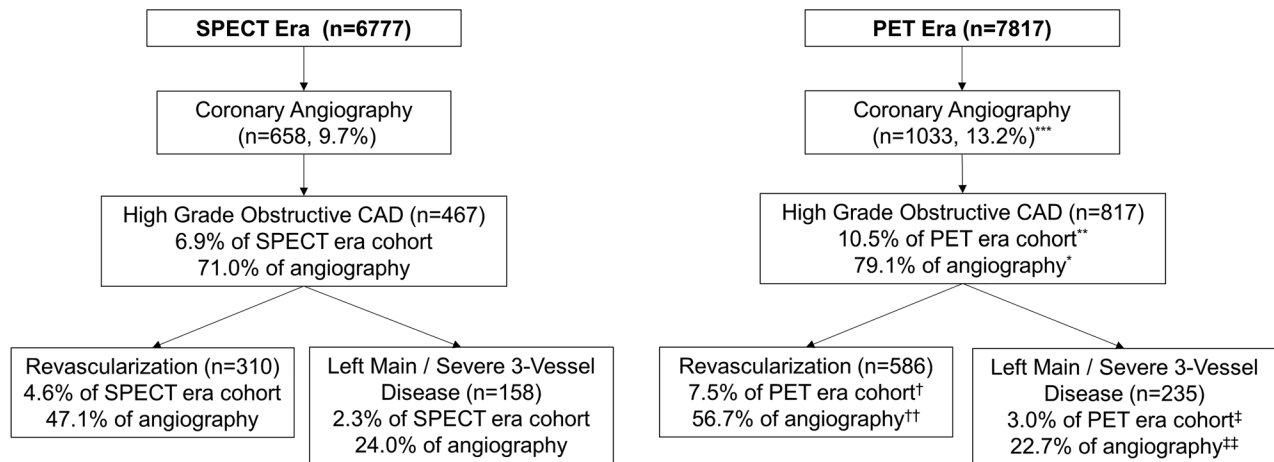 SPECT Era (n=6777)
Coronary Angiography
(n=658, 9.7%)
High Grade Obstructive CAD (n=467)
6.9% of SPECT era cohort
71.0% of angiography
Revascularization (n=310)
4.6% of SPECT era cohort
47.1% of angiography
Left Main / Severe 3-Vessel
Disease (n=158)
2.3% of SPECT era cohort
24.0% of angiography
PET Era (n=7817)
Coronary Angiography
(n=1033, 13.2%)***
High Grade Obstructive CAD (n=817)
10.5% of PET era cohort**
79.1% of angiography*
Revascularization (n=586)
7.5% of PET era cohort†
56.7% of angiography††
Left Main / Severe 3-Vessel
Disease (n=235)
3.0% of PET era cohort‡
22.7% of angiography‡‡